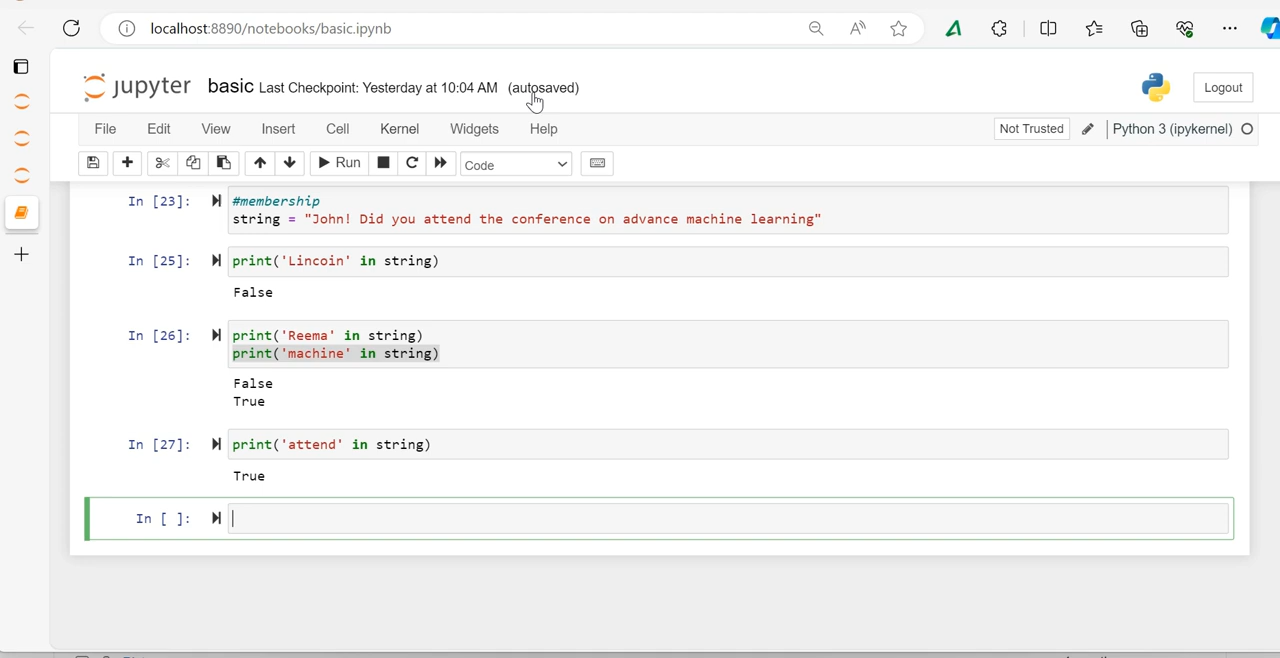 localhost:8890/notebooks/basic.ipynb
jupyter basic Last Checkpoint: Yesterday at 10:04 AM (autosaved) Logout
File Edit View Insert Cell Kernel Widgets Help Not Trusted Python 3 (ipykernel)
Run Code
In [23]: #membership
string = "John! Did you attend the conference on advance machine learning"
In [25]: print('Lincoin' in string)
False
In [26]: print('Reema' in string)
print('machine' in string)
False
True
In [27]: print('attend' in string)
True
In [ ]: